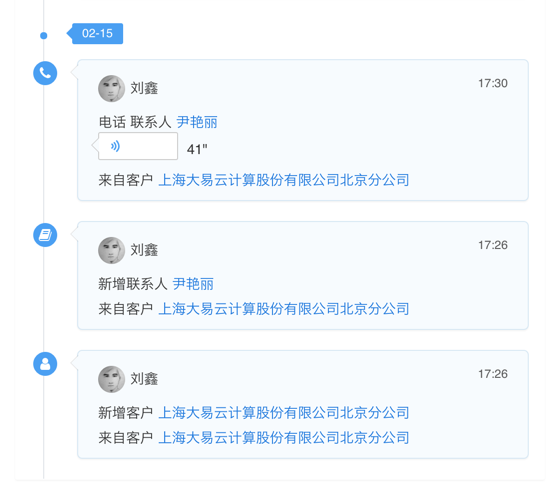 02-15
刘鑫
17:30
电话 联系人 尹艳丽
41"
来自客户 上海大易云计算股份有限公司北京分公司
刘鑫
17:26
新增联系人 尹艳丽
来自客户 上海大易云计算股份有限公司北京分公司
刘鑫
17:26
新增客户 上海大易云计算股份有限公司北京分公司
来自客户 上海大易云计算股份有限公司北京分公司